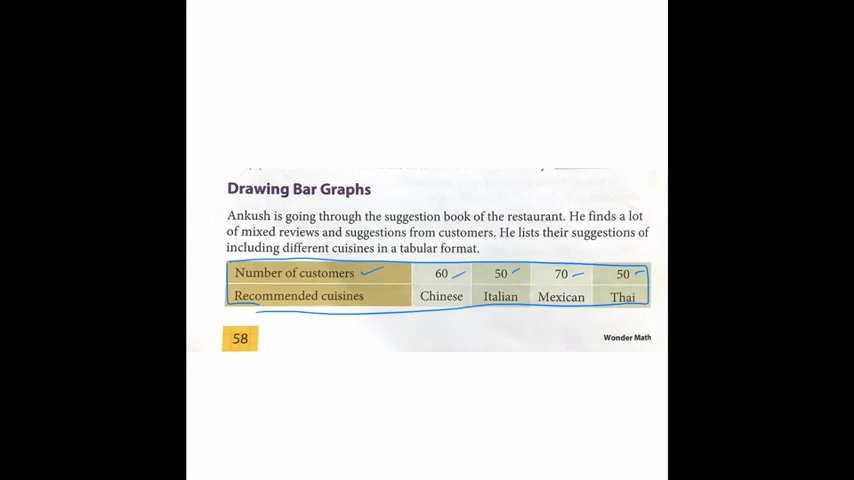 Drawing Bar Graphs
Ankush is going through the suggestion book of the restaurant. He finds a lot
of mixed reviews and suggestions from customers. He lists their suggestions of
including different cuisines in a tabular format.
Number of customers 60 50 70 50
Recommended cuisines Chinese Italian Mexican Thai
58 Wonder Math